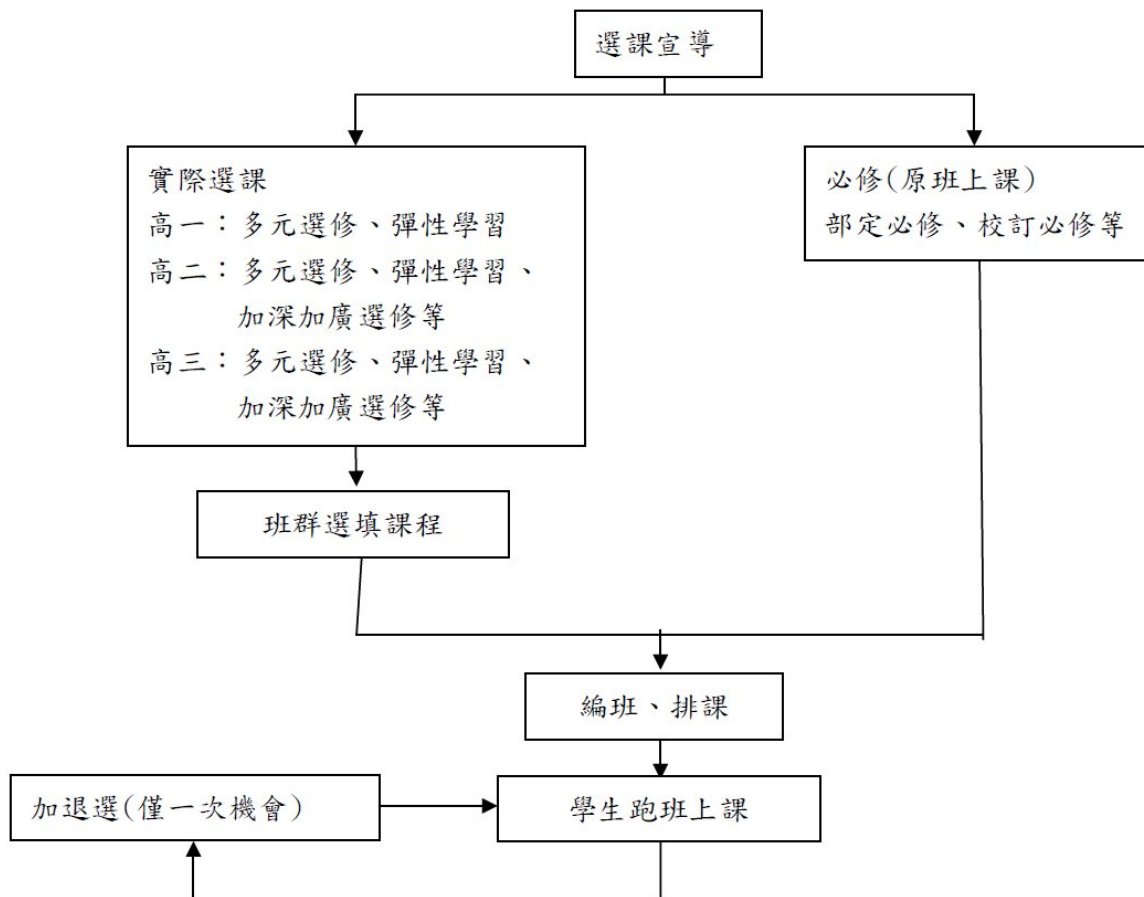 選課宣導
實際選課
高一：多元選修、彈性學習
高二：多元選修、彈性學習、
加深加廣選修等
高三：多元選修、彈性學習、
加深加廣選修等
必修(原班上課)
部定必修、校訂必修等
班群選填課程
編班、排課
加退選(僅一次機會)
學生跑班上課